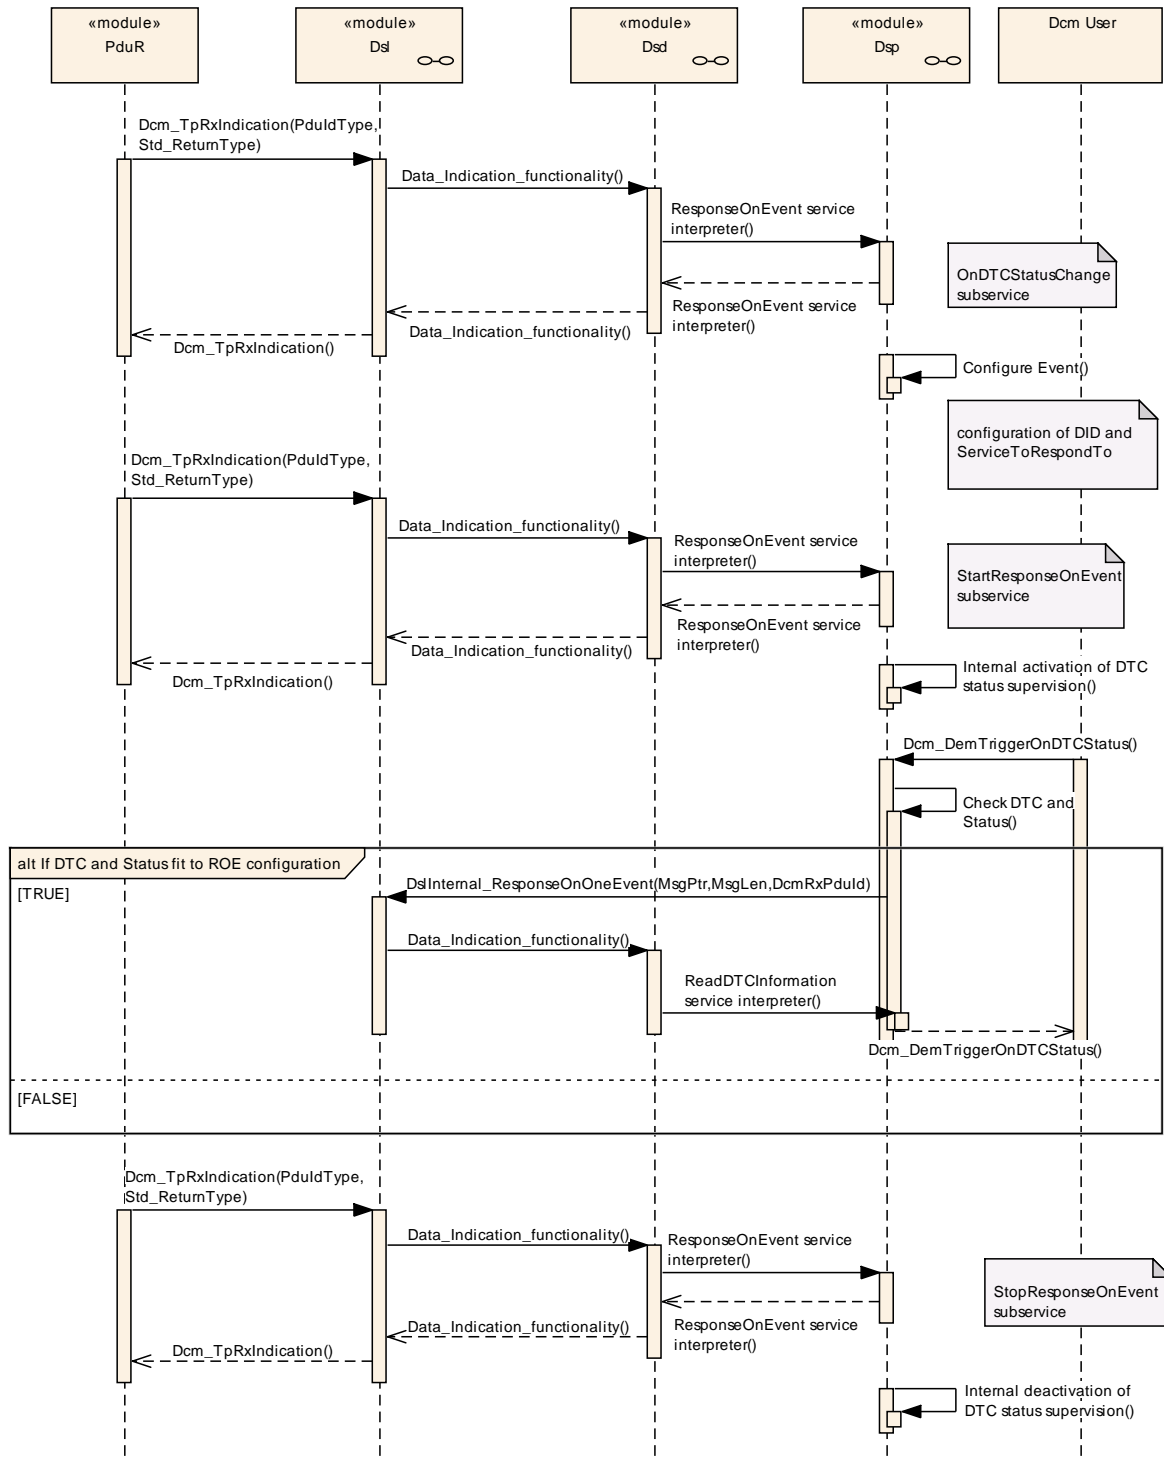 «module»
PduR
«module»
Dsl
«module»
Dsd
«module»
Dsp
Dcm User
Dcm_TpRxIndication(PduIdType,
Std_ReturnType)
Data_Indication_functionality()
ResponseOnEvent service
interpreter()
OnDTCStatusChange
subservice
ResponseOnEvent service
interpreter()
Data_Indication_functionality()
Dcm_TpRxIndication()
Configure Event()
configuration of DID and
ServiceToRespondTo
Dcm_TpRxIndication(PduIdType,
Std_ReturnType)
Data_Indication_functionality()
ResponseOnEvent service
interpreter()
StartResponseOnEvent
subservice
ResponseOnEvent service
interpreter()
Data_Indication_functionality()
Dcm_TpRxIndication()
Internal activation of DTC
status supervision()
Dcm_DemTriggerOnDTCStatus()
Check DTC and
Status()
alt If DTC and Status fit to ROE configuration
[TRUE]
DslInternal_ResponseOnOneEvent(MsgPtr,MsgLen,DcmRxPduId)
Data_Indication_functionality()
ReadDTCInformation
service interpreter()
Dcm_DemTriggerOnDTCStatus()
[FALSE]
Dcm_TpRxIndication(PduIdType,
Std_ReturnType)
Data_Indication_functionality()
ResponseOnEvent service
interpreter()
StopResponseOnEvent
subservice
Data_Indication_functionality()
ResponseOnEvent service
interpreter()
Dcm_TpRxIndication()
Internal deactivation of
DTC status supervision()